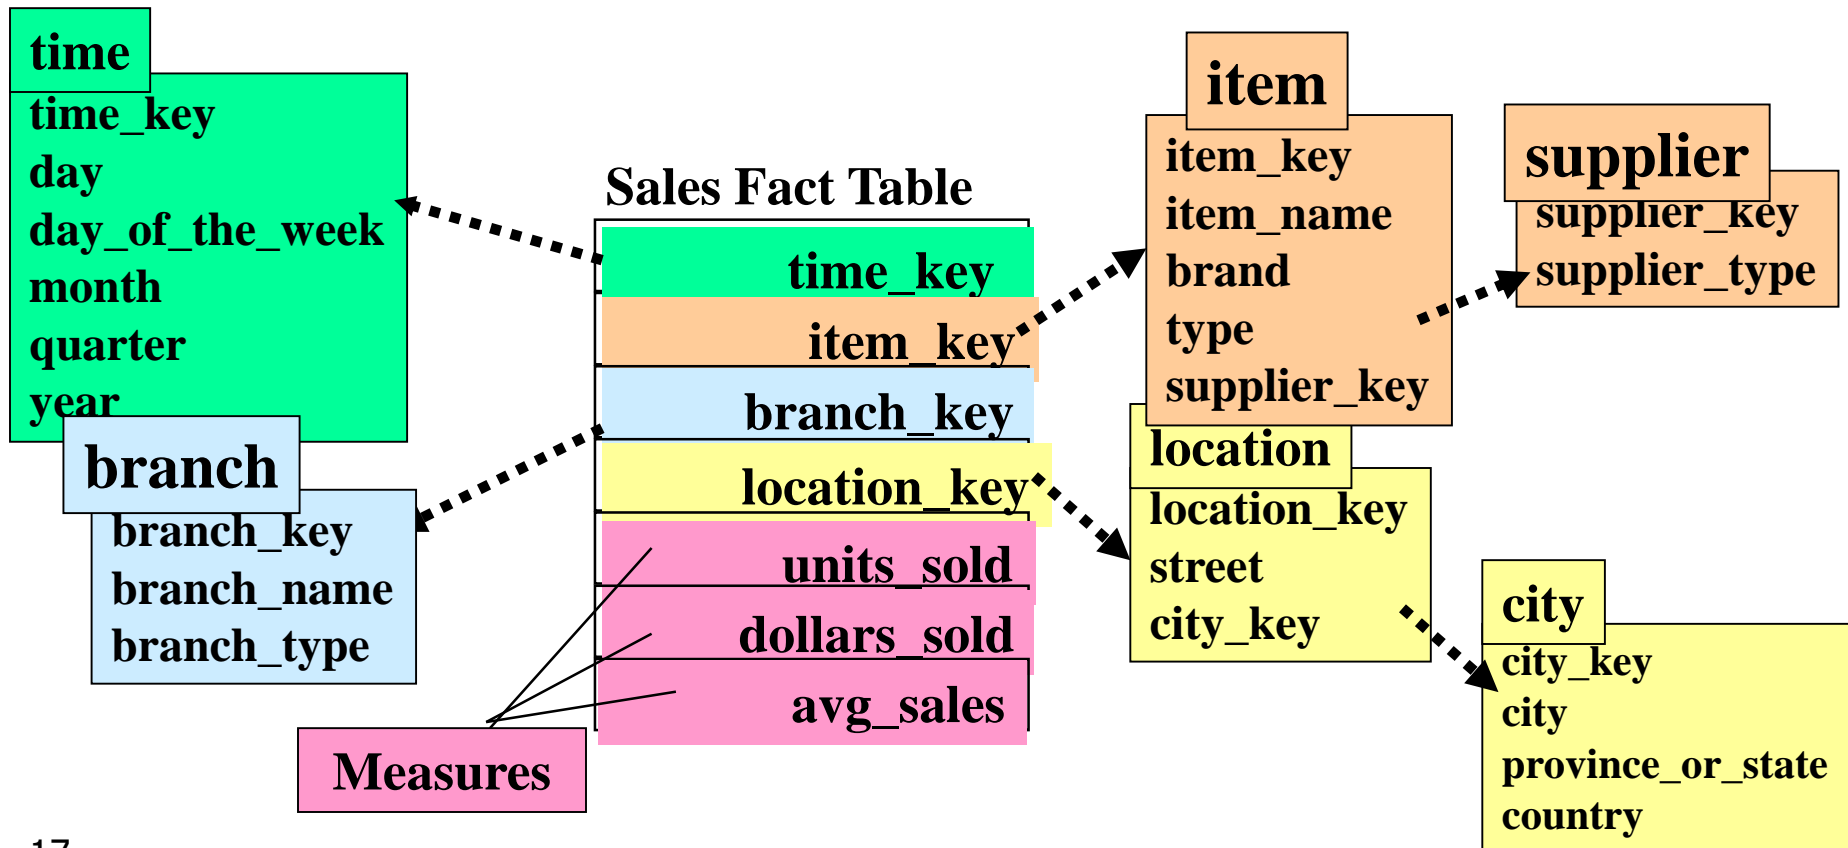 time
time_key
day
day_of_the_week
month
quarter
year
branch
branch_key
branch_name
branch_type
Sales Fact Table
time_key
item_key
branch_key
location_key
units_sold
dollars_sold
avg_sales
Measures
item
item_key
item_name
brand
type
supplier_key
supplier
supplier_key
supplier_type
location
location_key
street
city_key
city
city_key
city
province_or_state
country
17